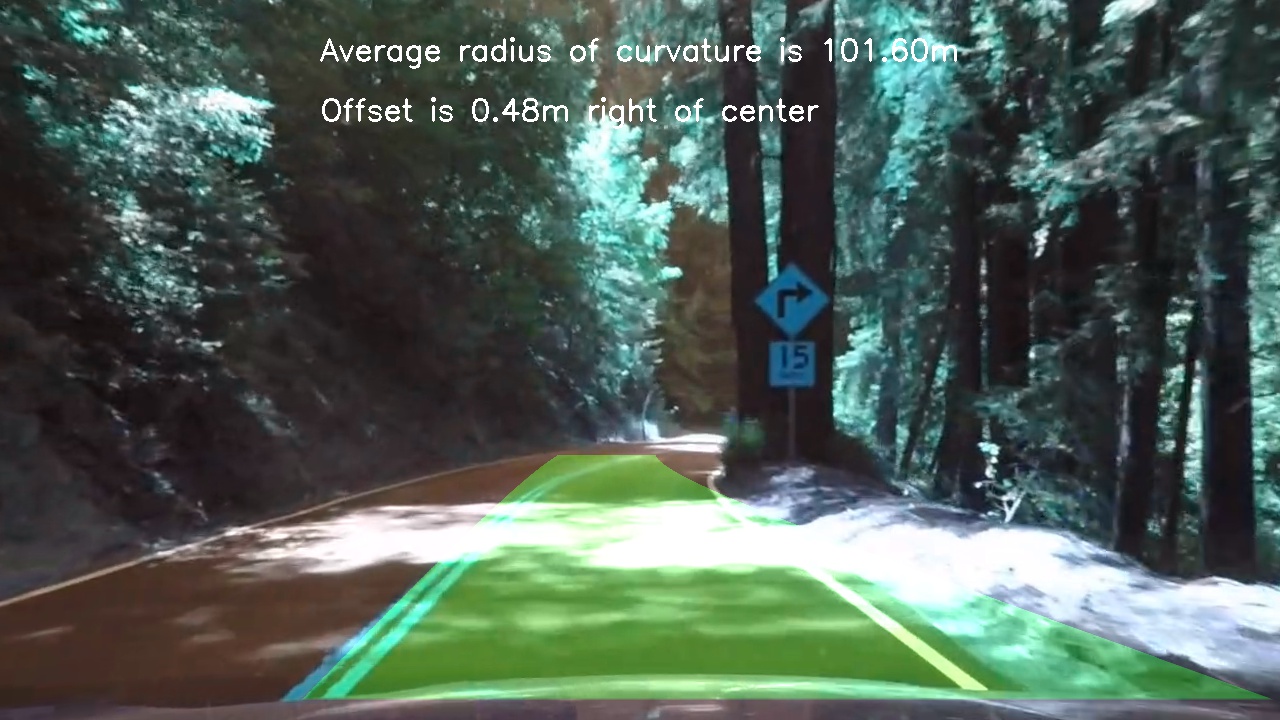 Average radius of curvature is 101.60m
Offset is 0.48m right of center
15